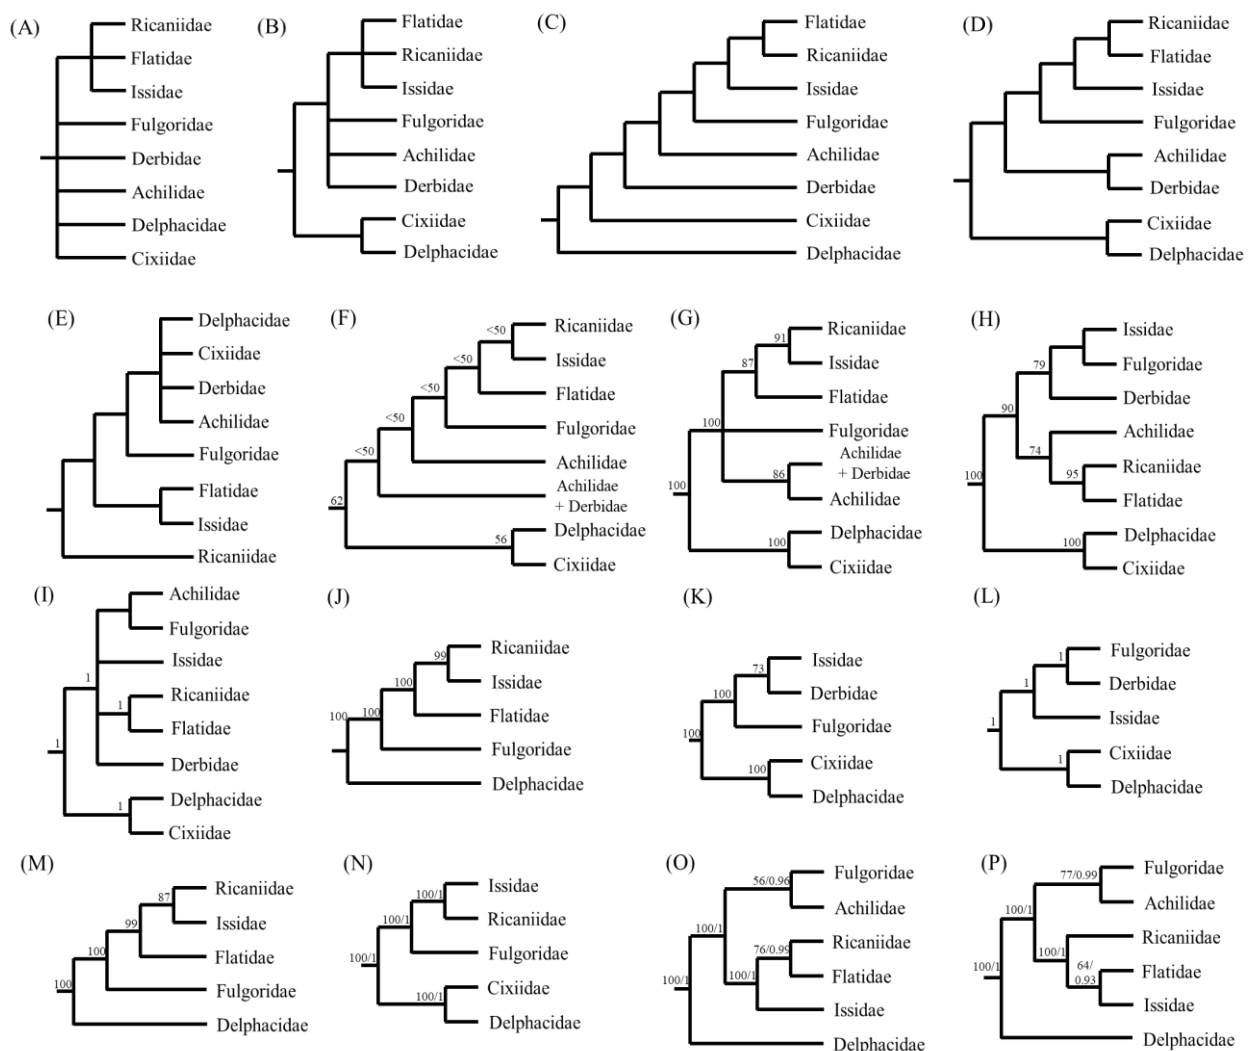 (A)
Ricaniidae
Flatidae
Issidae
Fulgoridae
Derbidae
Achilidae
Delphacidae
Cixiidae
(B)
Flatidae
Ricaniidae
Issidae
Fulgoridae
Achilidae
Derbidae
Cixiidae
Delphacidae
(C)
Flatidae
Ricaniidae
Issidae
Fulgoridae
Achilidae
Derbidae
Cixiidae
Delphacidae
(D)
Ricaniidae
Flatidae
Issidae
Fulgoridae
Achilidae
Derbidae
Cixiidae
Delphacidae
(E)
Delphacidae
Cixiidae
Derbidae
Achilidae
Fulgoridae
Flatidae
Issidae
Ricaniidae
(F)
<50
Ricaniidae
<50
Issidae
<50
Flatidae
<50
Fulgoridae
<50
Achilidae
Achilidae
+ Derbidae
62
56
Delphacidae
Cixiidae
(G)
91
Ricaniidae
87
Issidae
Flatidae
100
Fulgoridae
Achilidae
+ Derbidae
86
Achilidae
100
100
Delphacidae
Cixiidae
(H)
Issidae
79
Fulgoridae
Derbidae
90
Achilidae
74
95
Ricaniidae
Flatidae
100
100
Delphacidae
Cixiidae
(I)
Achilidae
Fulgoridae
Issidae
1
1
Ricaniidae
Flatidae
Derbidae
1
1
Delphacidae
Cixiidae
(J)
99
Ricaniidae
100
Issidae
100
Flatidae
100
Fulgoridae
Delphacidae
(K)
73
Issidae
100
Derbidae
Fulgoridae
100
100
Cixiidae
Delphacidae
(L)
1
Fulgoridae
1
Derbidae
Issidae
1
1
Cixiidae
Delphacidae
(M)
87
Ricaniidae
99
Issidae
100
Flatidae
100
Fulgoridae
Delphacidae
(N)
100/1
Issidae
100/1
Ricaniidae
Fulgoridae
100/1
100/1
Cixiidae
Delphacidae
(O)
56/0.96
Fulgoridae
Achilidae
100/1
76/0.99
Ricaniidae
100/1
Flatidae
100/1
Issidae
Delphacidae
(P)
77/0.99
Fulgoridae
Achilidae
100/1
Ricaniidae
100/1
64/
0.93
Flatidae
100/1
Issidae
Delphacidae